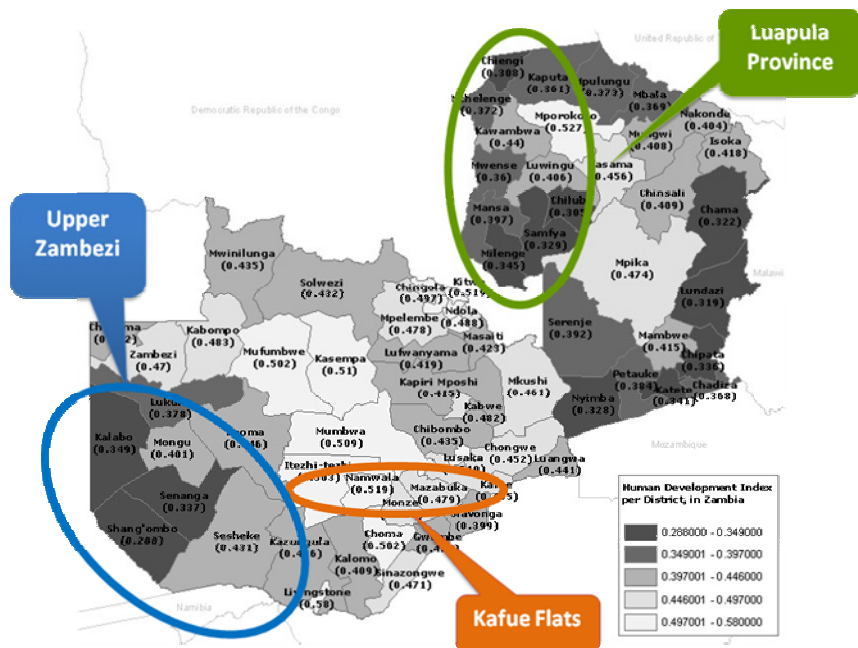 Luapula
Province
United Republic of
Democratic Republic of the Congo
Chiengi
(0.308)
Kaputa
(0.361)
Mpulungu
(0.373)
Mbala
(0.369)
(0.372)
Nakonde
(0.404)
Mporokoso
(0.527)
Kawambwa
(0.44)
Mungwi
(0.408)
Isoka
(0.418)
Mwense
(0.36)
Luwingu
(0.406)
(0.456)
Chinsali
(0.409)
Mansa
(0.397)
Chama
(0.322)
Samfya
(0.329)
Milenge
(0.345)
Upper
Zambezi
Mpika
(0.474)
Malawi
Mwinilunga
(0.435)
Solwezi
(0.432)
Chingola
(0.497)
Kitwe
Ndola
(0.488)
Lundazi
(0.319)
Mpelembe
(0.478)
Masaiti
(0.423)
Serenje
(0.392)
Mambwe
(0.415)
Kabompo
(0.483)
Zambezi
(0.47)
Mufumbwe
(0.502)
Kasempa
(0.51)
Lufwanyama
(0.419)
Chipata
(0.336)
Petauke
(0.384)
Katete
(0.341)
Chadiza
(0.368)
Kapiri Mposhi
(0.415)
Mkushi
(0.461)
Nyimba
(0.328)
(0.378)
Kabwe
(0.482)
Kalabo
(0.349)
Mongu
(0.401)
Mumbwa
(0.509)
Chibombo
(0.435)
Chongwe
(0.452)
Luangwa
(0.441)
Mozambique
Lusaka
Namwala
(0.519)
Mazabuka
(0.479)
Monze
Senanga
(0.337)
Shang'ombo
(0.288)
Sesheke
(0.431)
(0.399)
Choma
(0.502)
Kazungula
Kalomo
(0.409)
Sinazongwe
(0.471)
Livingstone
(0.58)
Namibia
Kafue Flats
Human Development Index
per District, in Zambia
0.286000 - 0.349000
0.349001 - 0.397000
0.397001 - 0.446000
0.446001 - 0.497000
0.497001 - 0.580000